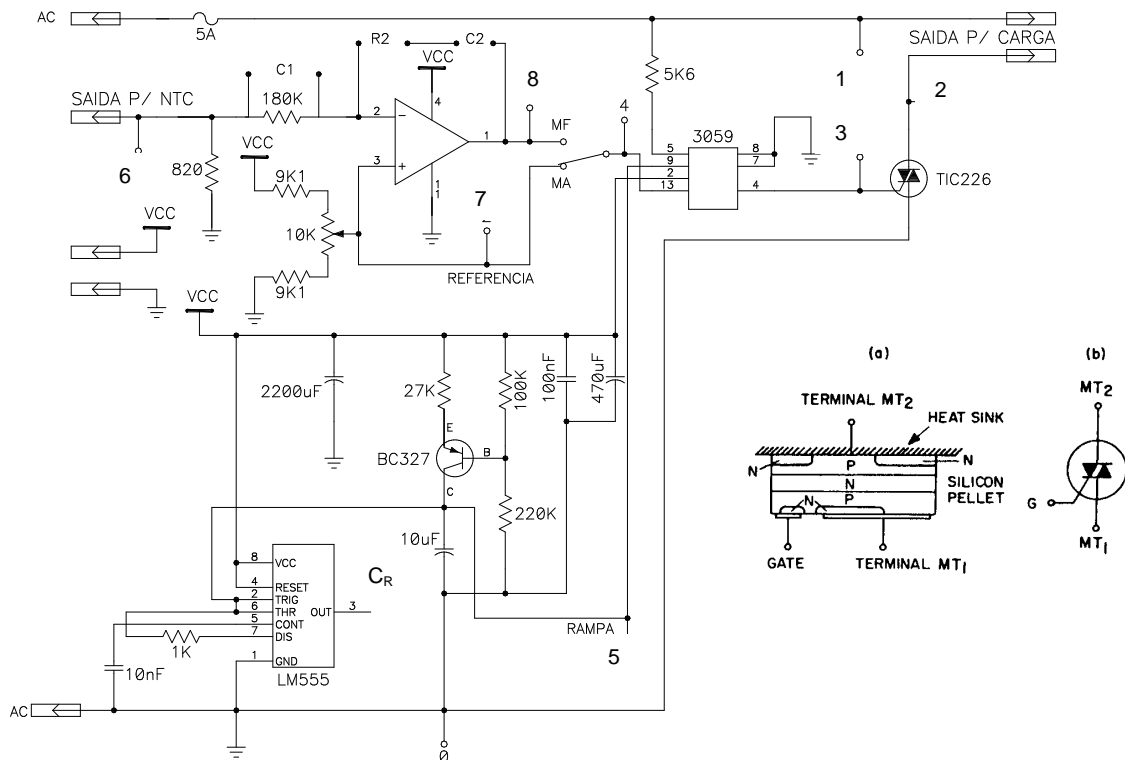 AC
5A
SAIDA P/ CARGA
R2
C2
VCC
C1
5K6
SAIDA P/ NTC
180K
8
1
2
4
2
1
MF
4
3059
3
6
820
VCC
3
MA
5
9
2
13
8
7
4
TIC226
9K1
11
7
VCC
10K
REFERENCIA
9K1
VCC
2200uF
27K
100K
100nF
470uF
E
BC327
B
C
220K
10uF
CR
8 VCC
4 RESET
2 TRIG
6 THR
OUT 3
5 CONT
7 DIS
1 GND
1K
10nF
LM555
RAMPA
5
AC
0
(a)
(b)
TERMINAL MT2
MT2
HEAT SINK
N
P
N
N
SILICON
PELLET
P
N
G
GATE
TERMINAL MT1
MT1